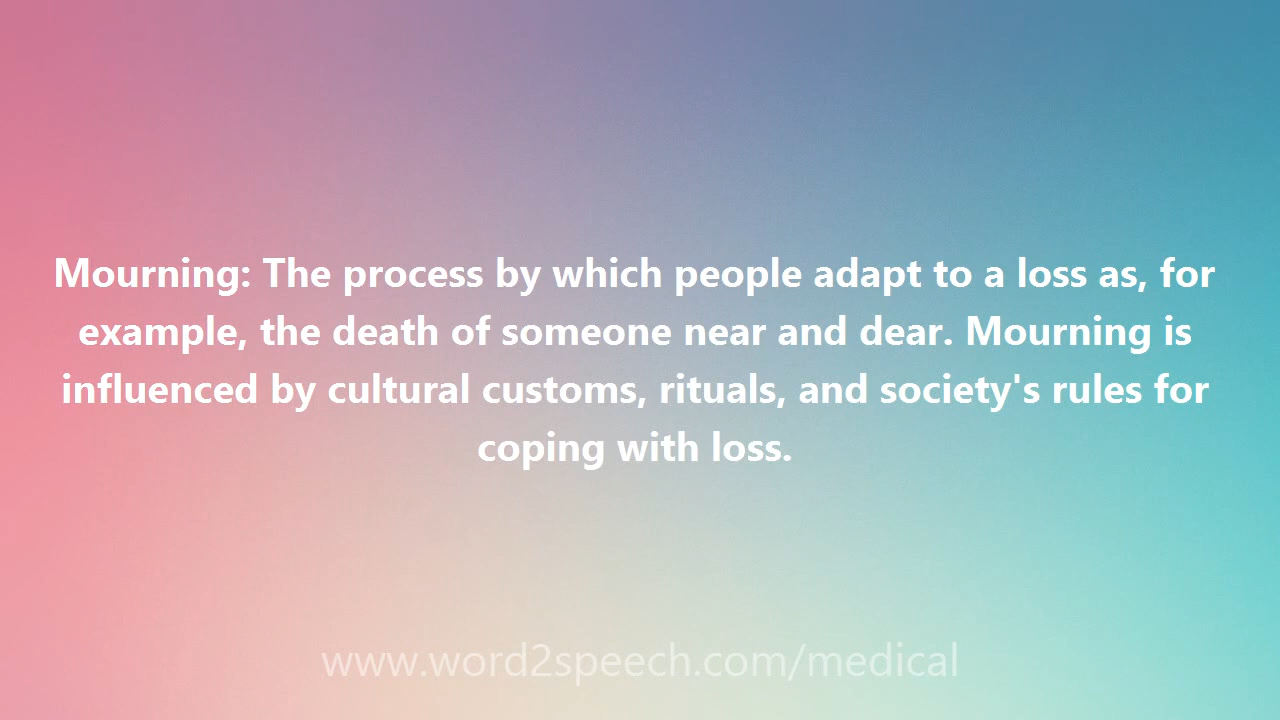 Mourning: The process by which people adapt to a loss as, for
example, the death of someone near and dear. Mourning is
influenced by cultural customs, rituals, and society's rules for
coping with loss.
www.word2speech.com/medical